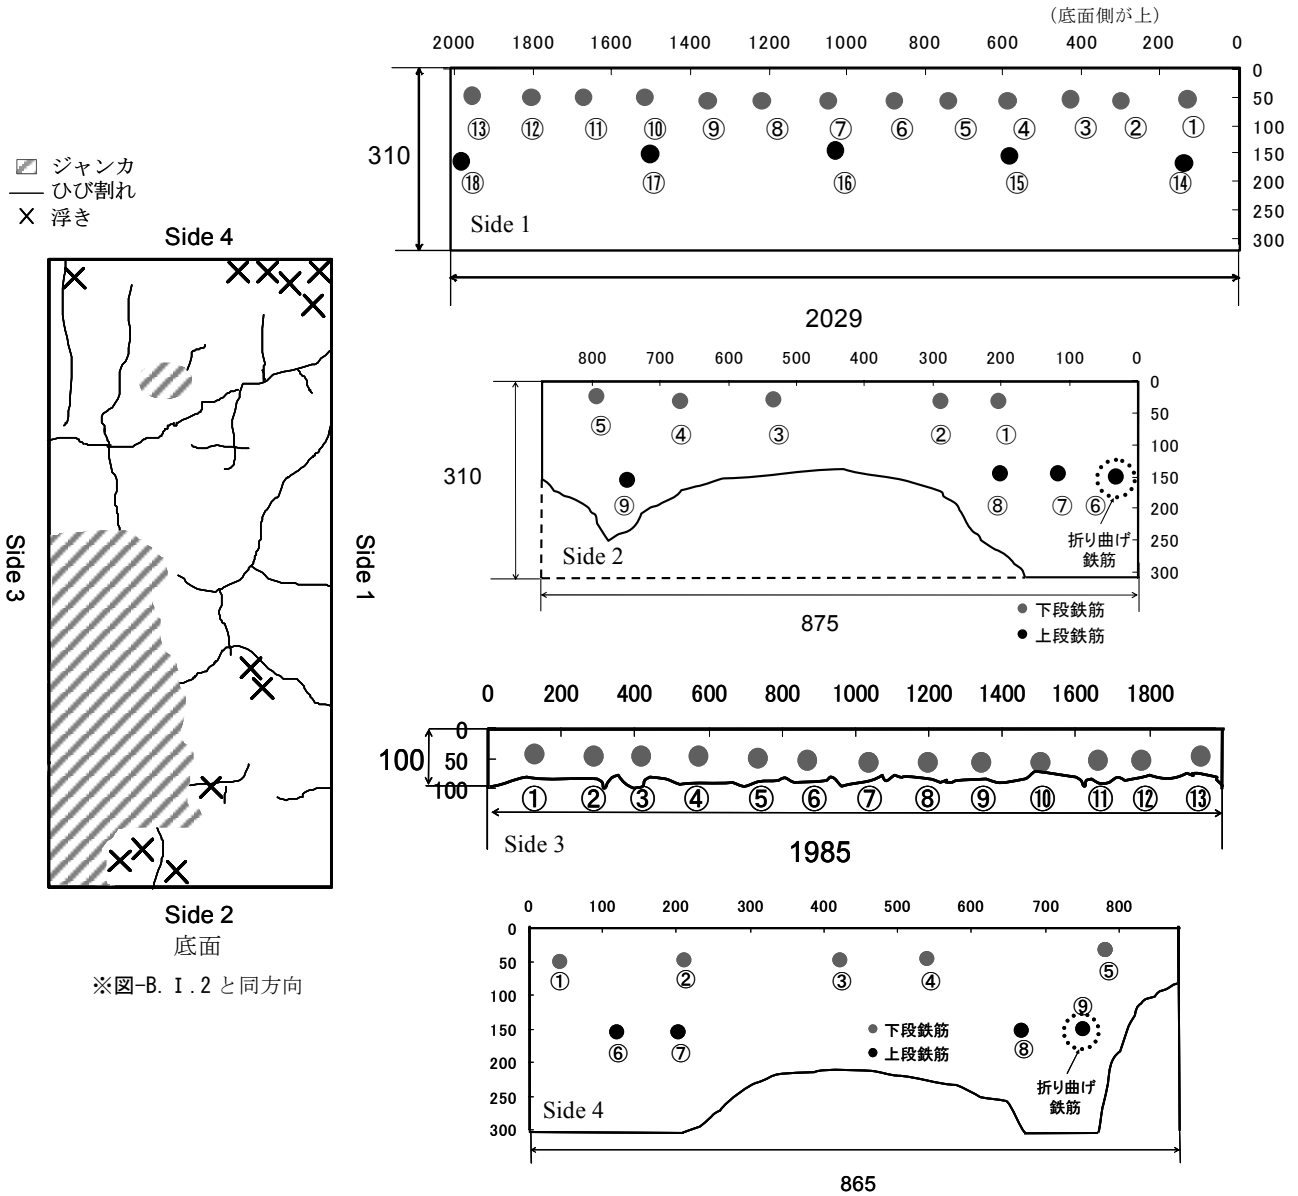 (底面側が上)
2000 1800 1600 1400 1200 1000 800 600 400 200 0
0
50
100
150
200
250
300
310
⑬ ⑫ ⑪ ⑩ ⑨ ⑧ ⑦ ⑥ ⑤ ④ ③ ② ①
⑱ ⑰ ⑯ ⑮ ⑭
Side 1
2029
ジャンカ
ひび割れ
浮き
Side 4
Side 3
Side 1
Side 2
底面
※図-B.Ⅰ.2と同方向
800 700 600 500 400 300 200 100 0
0
50
100
150
200
250
300
310
⑤ ④ ③ ② ①
⑨ ⑧ ⑦ ⑥
折り曲げ
鉄筋
Side 2
875
下段鉄筋
上段鉄筋
0 200 400 600 800 1000 1200 1400 1600 1800
0
50
100
100
① ② ③ ④ ⑤ ⑥ ⑦ ⑧ ⑨ ⑩ ⑪ ⑫ ⑬
Side 3
1985
0 100 200 300 400 500 600 700 800
0
50
100
150
200
250
300
① ② ③ ④ ⑤
⑥ ⑦ ⑧ ⑨
下段鉄筋
上段鉄筋
折り曲げ
鉄筋
Side 4
865